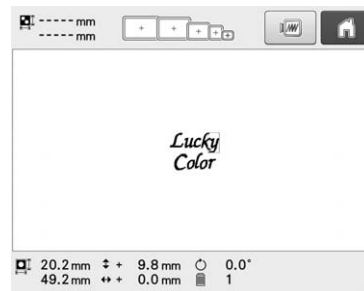 ----- mm
----- mm
Lucky
Color
20.2 mm + 9.8 mm 0.0°
49.2 mm + 0.0 mm 1